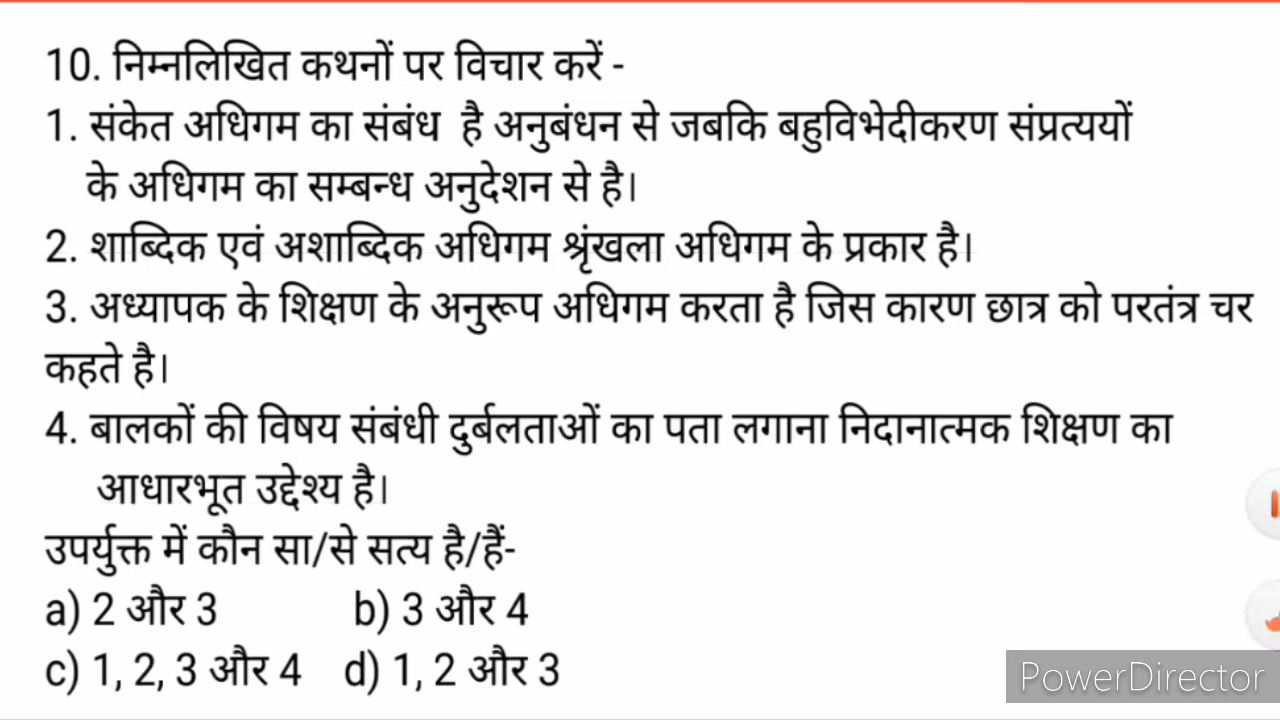 10. निम्नलिखित कथनों पर विचार करें -
1. संकेत अधिगम का संबंध है अनुबंधन से जबकि बहुविभेदीकरण संप्रत्ययों
के अधिगम का सम्बन्ध अनुदेशन से है।
2. शाब्दिक एवं अशाब्दिक अधिगम श्रृंखला अधिगम के प्रकार है।
3. अध्यापक के शिक्षण के अनुरूप अधिगम करता है जिस कारण छात्र को परतंत्र चर
कहते है।
4. बालकों की विषय संबंधी दुर्बलताओं का पता लगाना निदानात्मक शिक्षण का
आधारभूत उद्देश्य है।
उपर्युक्त में कौन सा/से सत्य है/हैं-
a) 2 और 3 b) 3 और 4
c) 1, 2, 3 और 4 d) 1, 2 और 3
PowerDirector